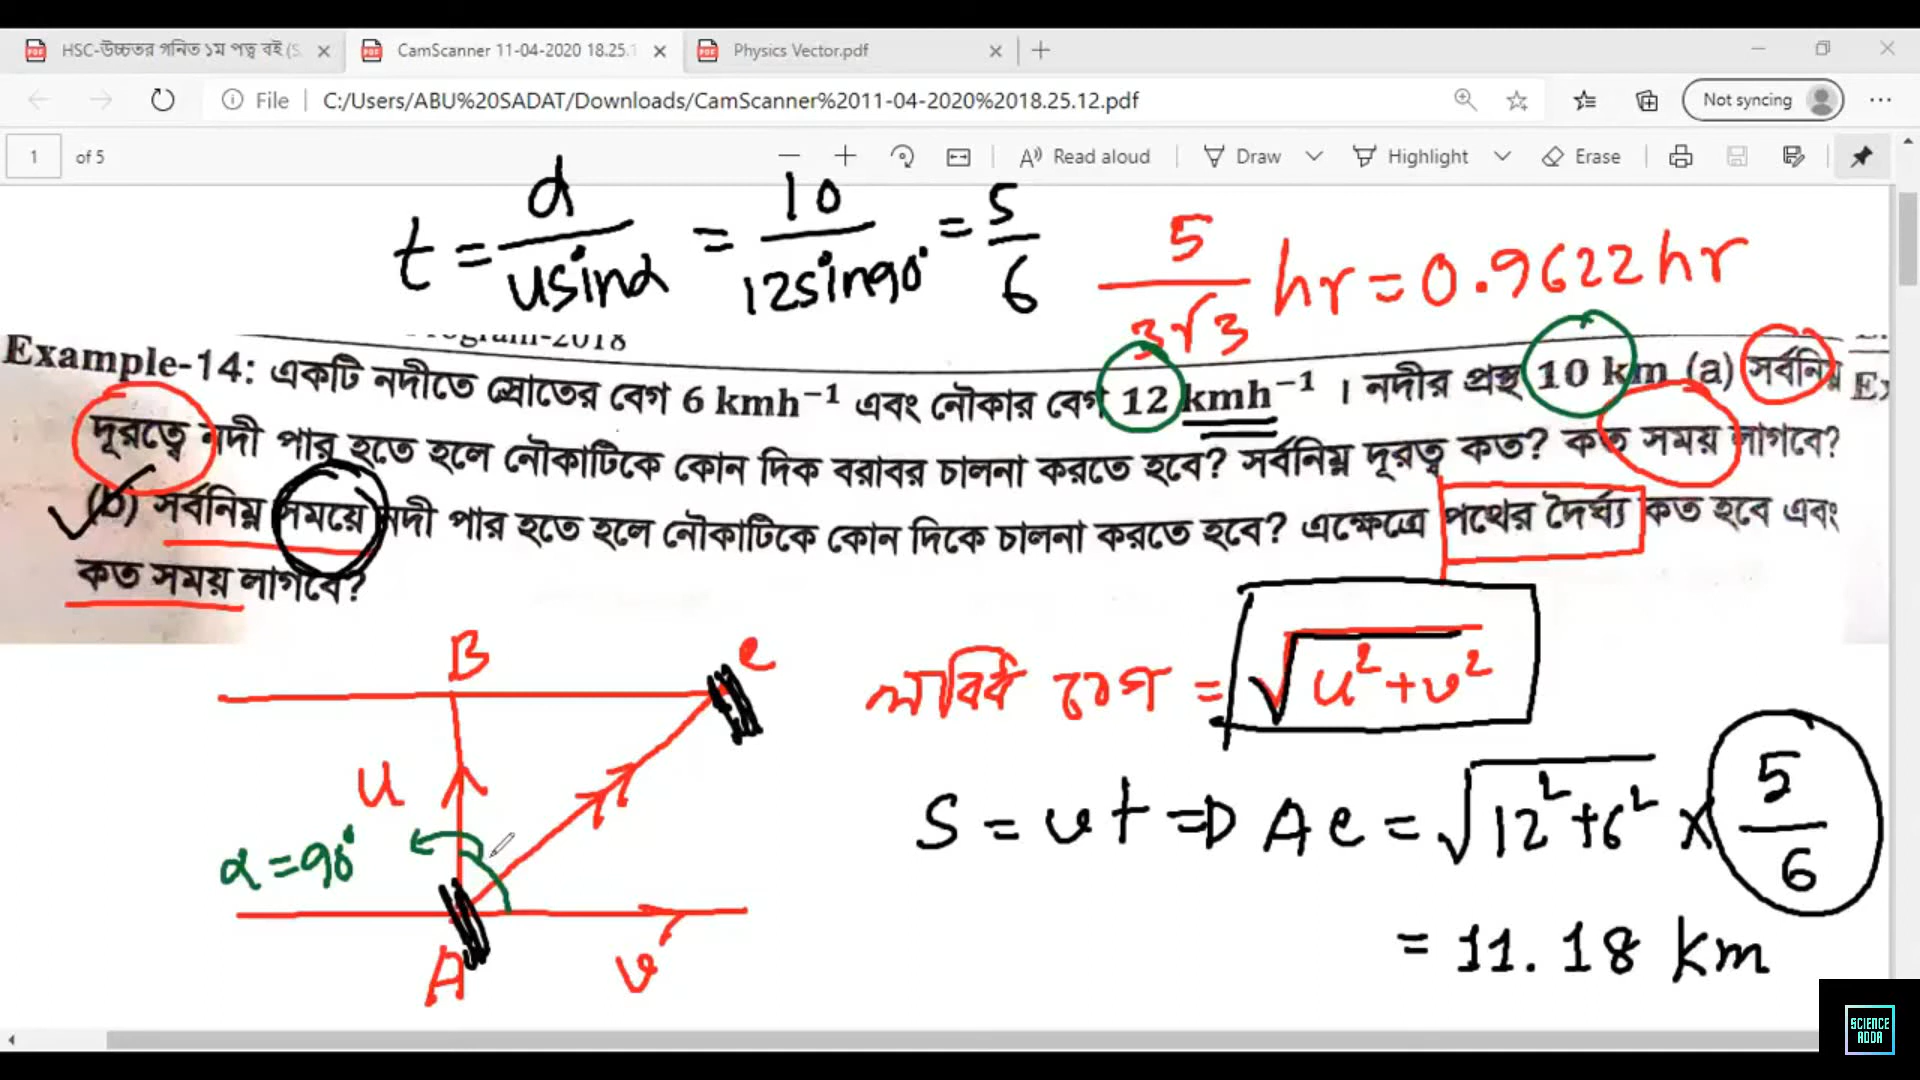 HSC-উচ্চতর গনিত ১ম পত্র বই (S.
CamScanner 11-04-2020 18.25.1
Physics Vector.pdf
File
C:/Users/ABU%20SADAT/Downloads/CamScanner%2011-04-2020%2018.25.12.pdf
Not syncing
1 of 5
Read aloud
Draw
Highlight
Erase
t = d/usinα = 10/12sin90° = 5/6
5/3√3 hr = 0.9622 hr
Example-14: একটি নদীতে স্রোতের বেগ 6 kmh⁻¹ এবং নৌকার বেগ 12 kmh⁻¹ । নদীর প্রস্থ 10 km (a) সর্বনিম্ন
দূরত্বে নদী পার হতে হলে নৌকাটিকে কোন দিক বরাবর চালনা করতে হবে? সর্বনিম্ন দূরত্ব কত? কত সময় লাগবে?
(b) সর্বনিম্ন সময়ে নদী পার হতে হলে নৌকাটিকে কোন দিকে চালনা করতে হবে? এক্ষেত্রে পথের দৈর্ঘ্য কত হবে এবং
কত সময় লাগবে?
B
C
লব্ধি বেগ = √u²+v²
u
S = vt ⇒ AC = √12²+6² × 5/6
α = 90°
= 11.18 km
A
v
SCIENCE
ADDA